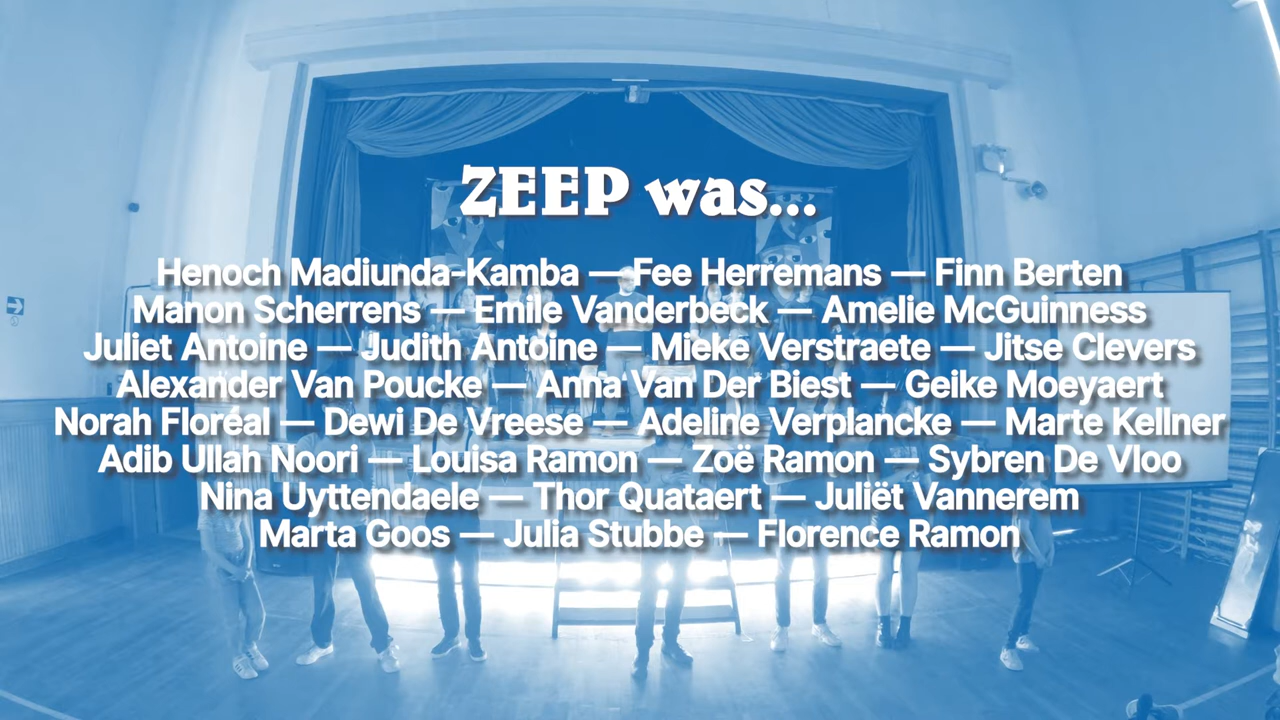 ZEEP was...
Henoch Madiunda-Kamba — Fee Herremans — Finn Berten
Manon Scherrens — Emile Vanderbeck — Amelie McGuinness
Juliet Antoine — Judith Antoine — Mieke Verstraete — Jitse Clevers
Alexander Van Poucke — Anna Van Der Biest — Geike Moeyaert
Norah Floréal — Dewi De Vreese — Adeline Verplancke — Marte Kellner
Adib Ullah Noori — Louisa Ramon — Zoë Ramon — Sybren De Vloo
Nina Uyttendaele — Thor Quataert — Juliët Vannerem
Marta Goos — Julia Stubbe — Florence Ramon